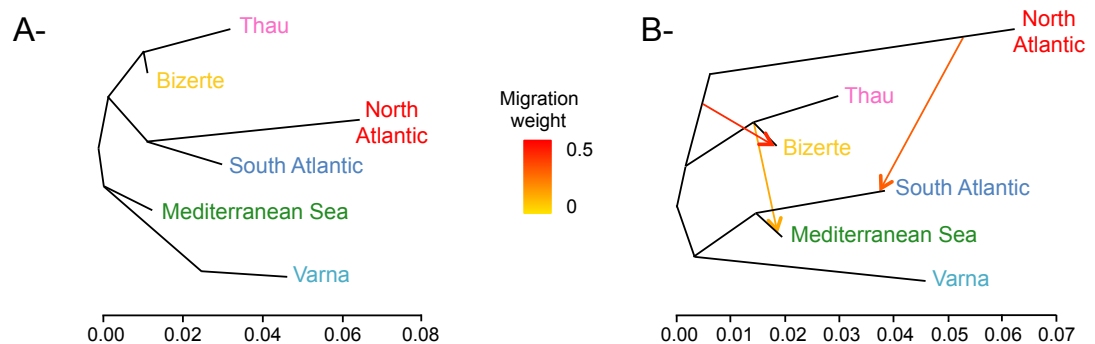 A-
Thau
Bizerte
North
Atlantic
South Atlantic
Mediterranean Sea
Varna
0.00 0.02 0.04 0.06 0.08
Migration
weight
0.5
0
B-
North
Atlantic
Thau
Bizerte
South Atlantic
Mediterranean Sea
Varna
0.00 0.01 0.02 0.03 0.04 0.05 0.06 0.07